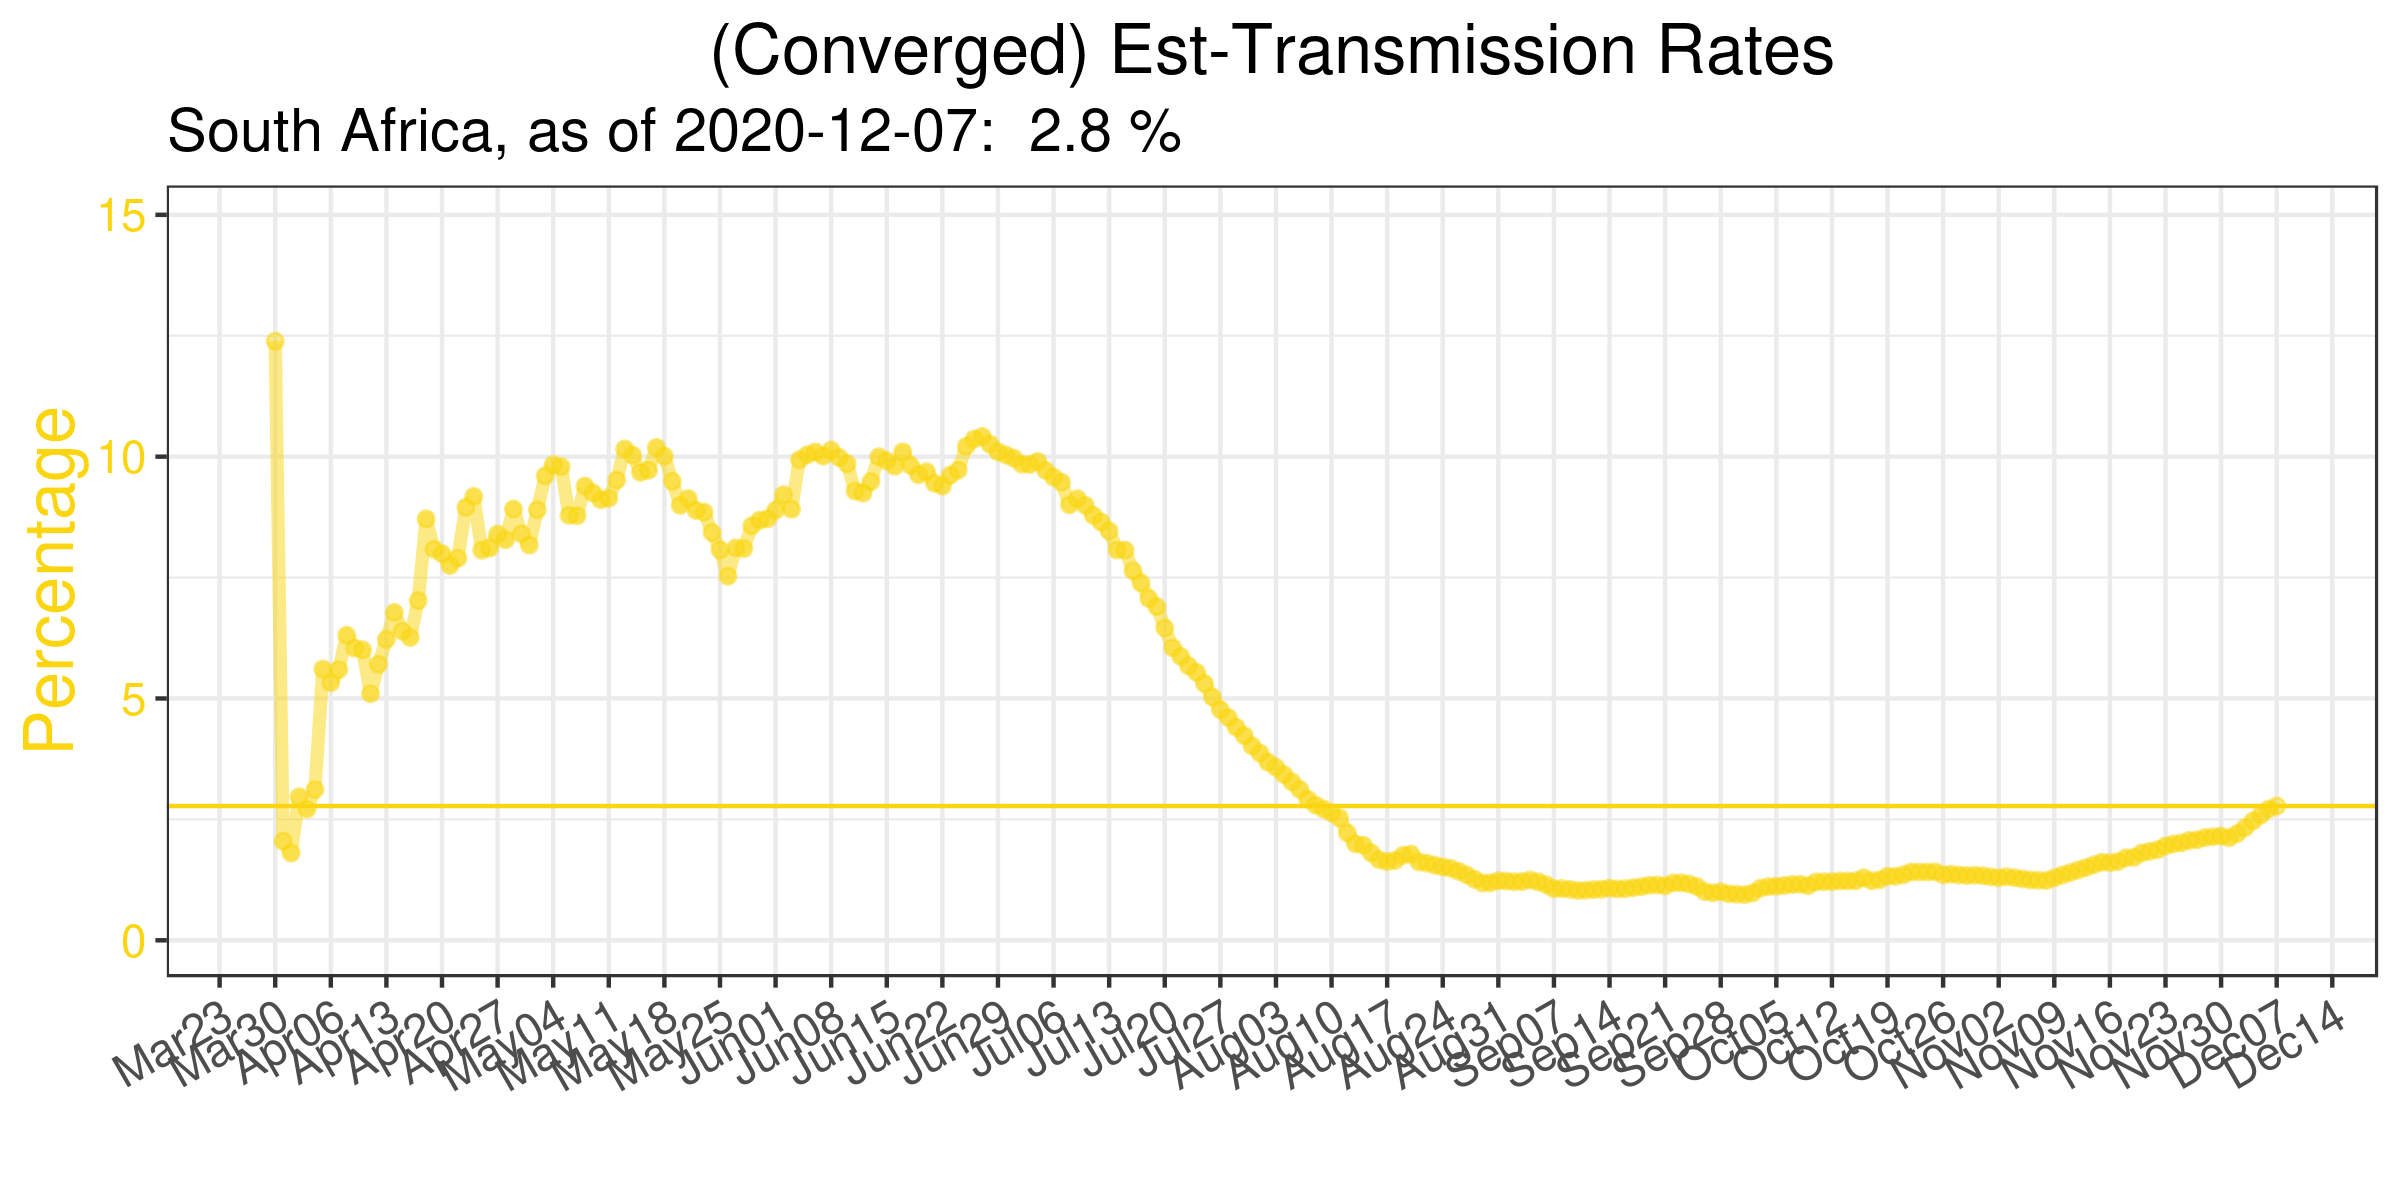 (Converged) Est-Transmission Rates
South Africa, as of 2020-12-07:  2.8 %
Percentage
15
10
5
0
Mar23
Mar30
Apr06
Apr13
Apr20
Apr27
May04
May11
May18
May25
Jun01
Jun08
Jun15
Jun22
Jun29
Jul06
Jul13
Jul20
Jul27
Aug03
Aug10
Aug17
Aug24
Aug31
Sep07
Sep14
Sep21
Sep28
Oct05
Oct12
Oct19
Oct26
Nov02
Nov09
Nov16
Nov23
Nov30
Dec07
Dec14